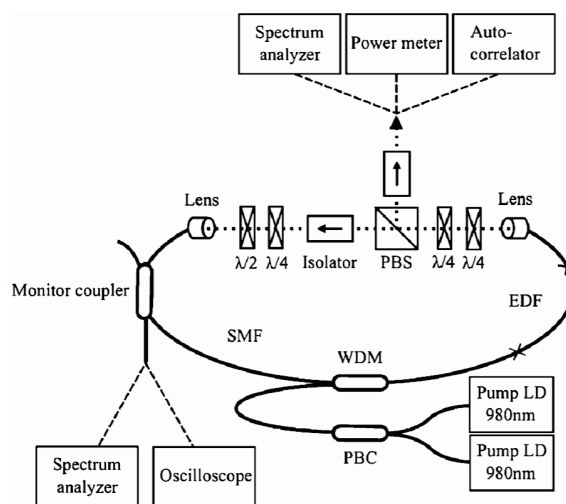 Spectrum
analyzer
Power meter
Auto-
correlator
Lens
Lens
λ/2
λ/4
Isolator
PBS
λ/4
λ/4
Monitor coupler
EDF
SMF
WDM
Pump LD
980nm
PBC
Pump LD
980nm
Spectrum
analyzer
Oscilloscope